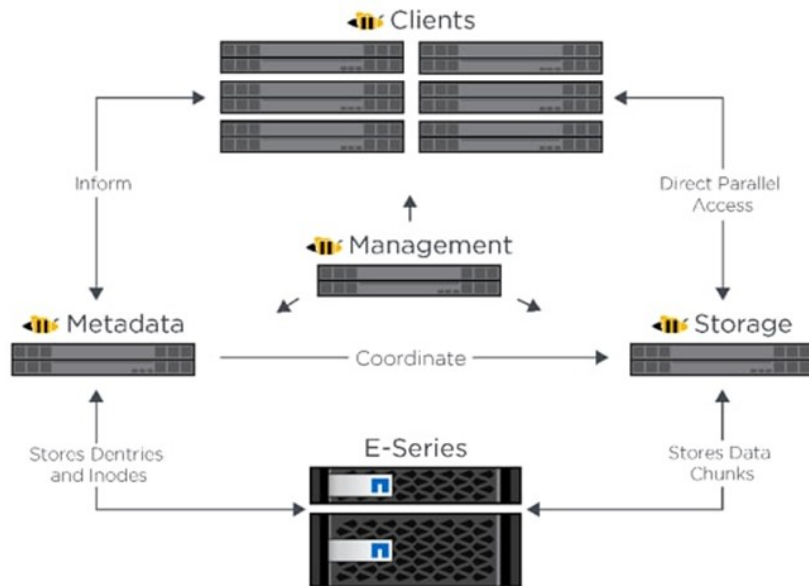 Clients
Inform
Direct Parallel
Access
Management
Metadata
Storage
Coordinate
Stores Dentries
and Inodes
E-Series
Stores Data
Chunks